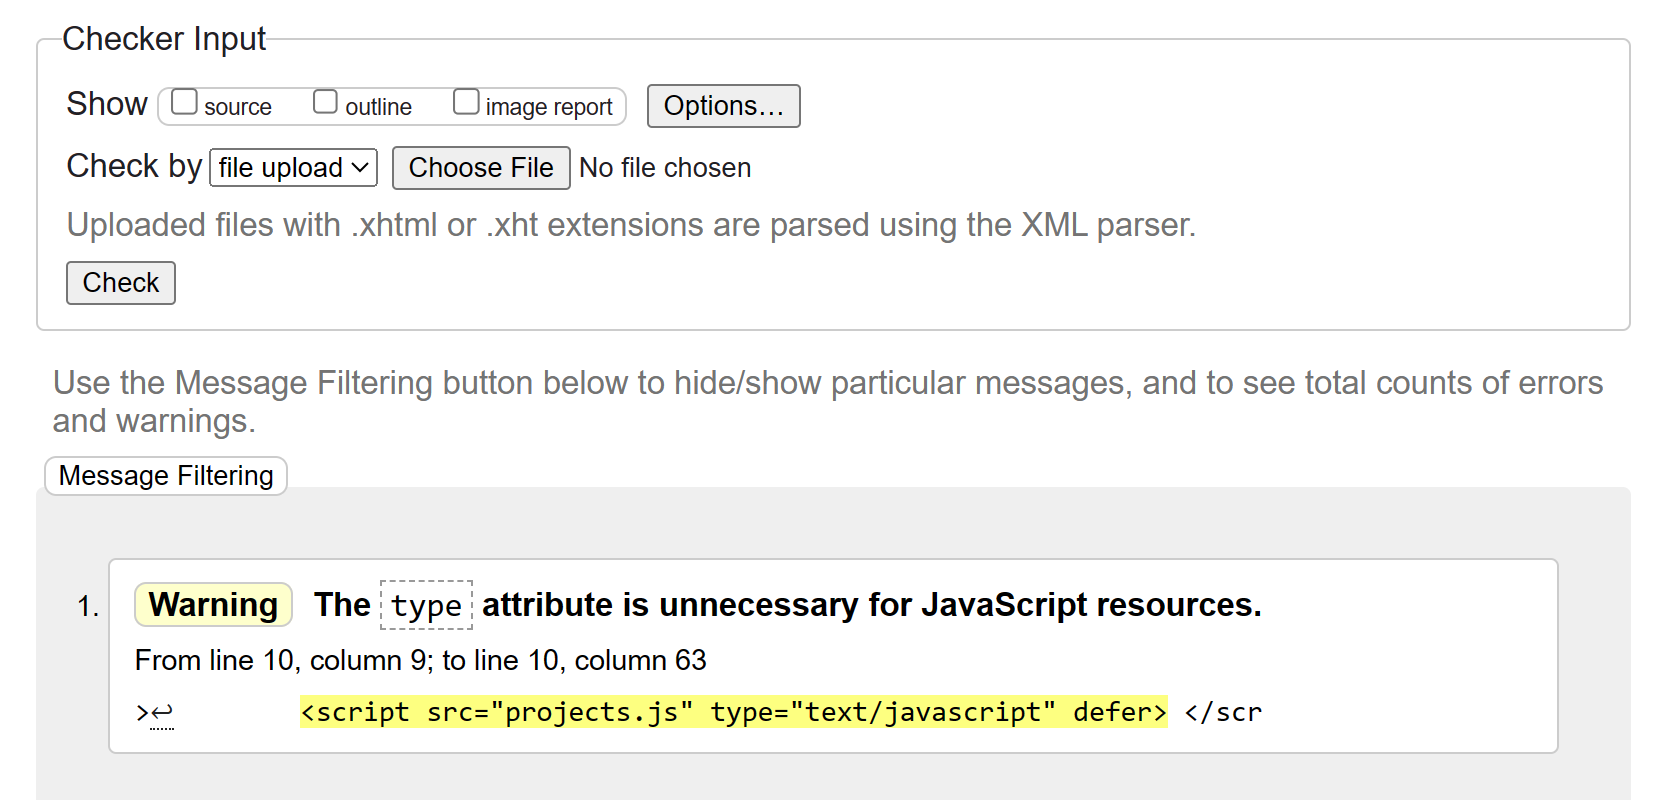 Checker Input
Show source outline image report Options…
Check by file upload Choose File No file chosen
Uploaded files with .xhtml or .xht extensions are parsed using the XML parser.
Check
Use the Message Filtering button below to hide/show particular messages, and to see total counts of errors
and warnings.
Message Filtering
1. Warning The type attribute is unnecessary for JavaScript resources.
From line 10, column 9; to line 10, column 63
>↩ <script src="projects.js" type="text/javascript" defer> </scr